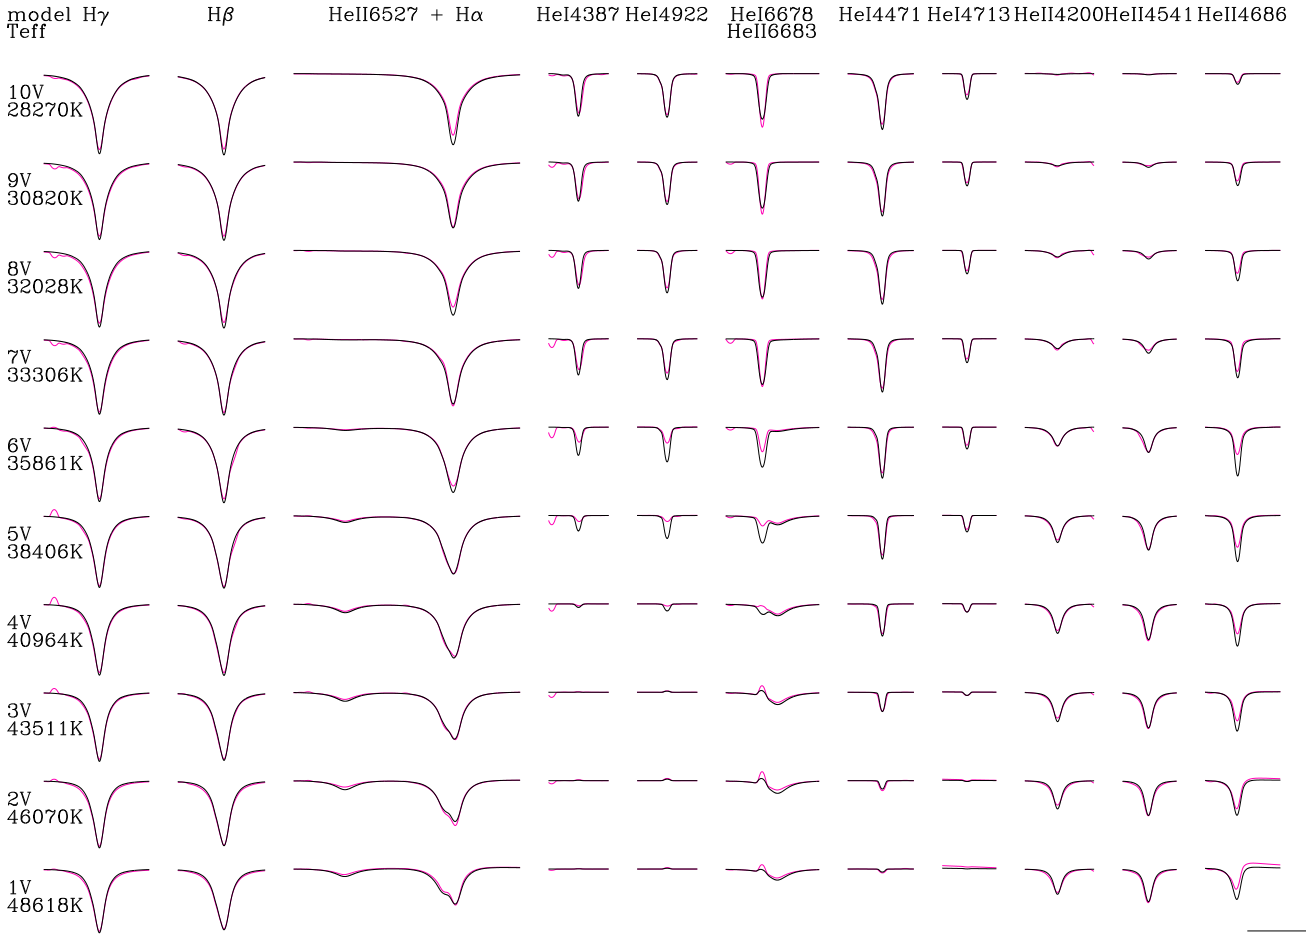 model Hγ Hβ HeII6527 + Hα HeI4387 HeI4922 HeI6678 HeI4471 HeI4713 HeII4200 HeII4541 HeII4686
Teff HeII6683
10V
28270K
9V
30820K
8V
32028K
7V
33306K
6V
35861K
5V
38406K
4V
40964K
3V
43511K
2V
46070K
1V
48618K